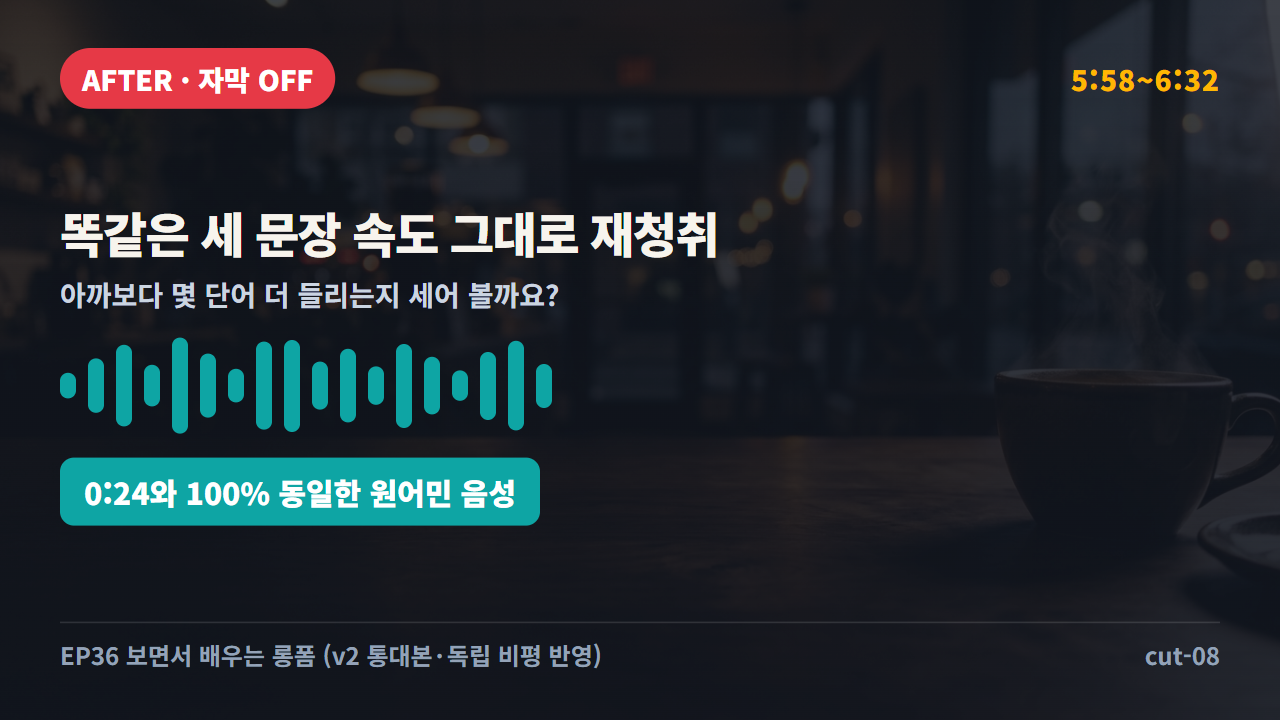 AFTER · 자막 OFF
5:58~6:32
똑같은 세 문장 속도 그대로 재청취
아까보다 몇 단어 더 들리는지 세어 볼까요?
0:24와 100% 동일한 원어민 음성
EP36 보면서 배우는 롱폼 (v2 통대본·독립 비평 반영)
cut-08